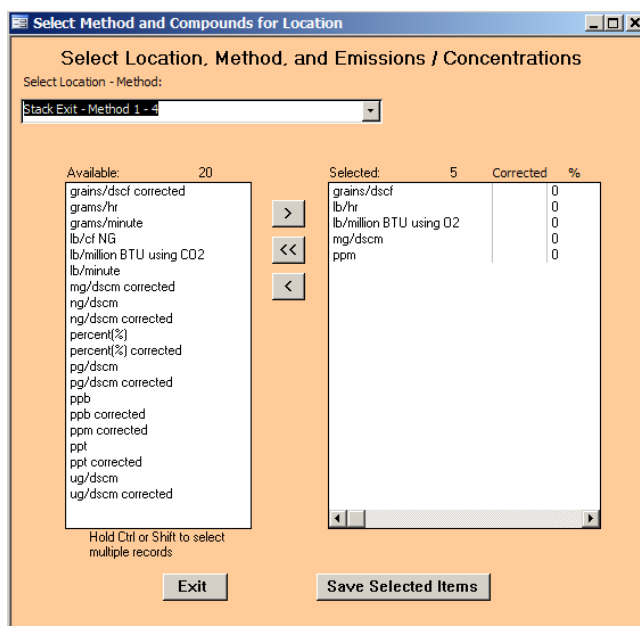 Select Method and Compounds for Location
Select Location, Method, and Emissions / Concentrations
Select Location - Method:
Stack Exit - Method 1 - 4
Available: 20
grains/dscf corrected
grams/hr
grams/minute
lb/cf NG
lb/million BTU using CO2
lb/minute
mg/dscm corrected
ng/dscm
ng/dscm corrected
percent(%)
percent(%) corrected
pg/dscm
pg/dscm corrected
ppb
ppb corrected
ppm corrected
ppt
ppt corrected
ug/dscm
ug/dscm corrected
Hold Ctrl or Shift to select
multiple records
>
<<
<
Selected: 5 Corrected %
grains/dscf 0
lb/hr 0
lb/million BTU using O2 0
mg/dscm 0
ppm 0
Exit
Save Selected Items